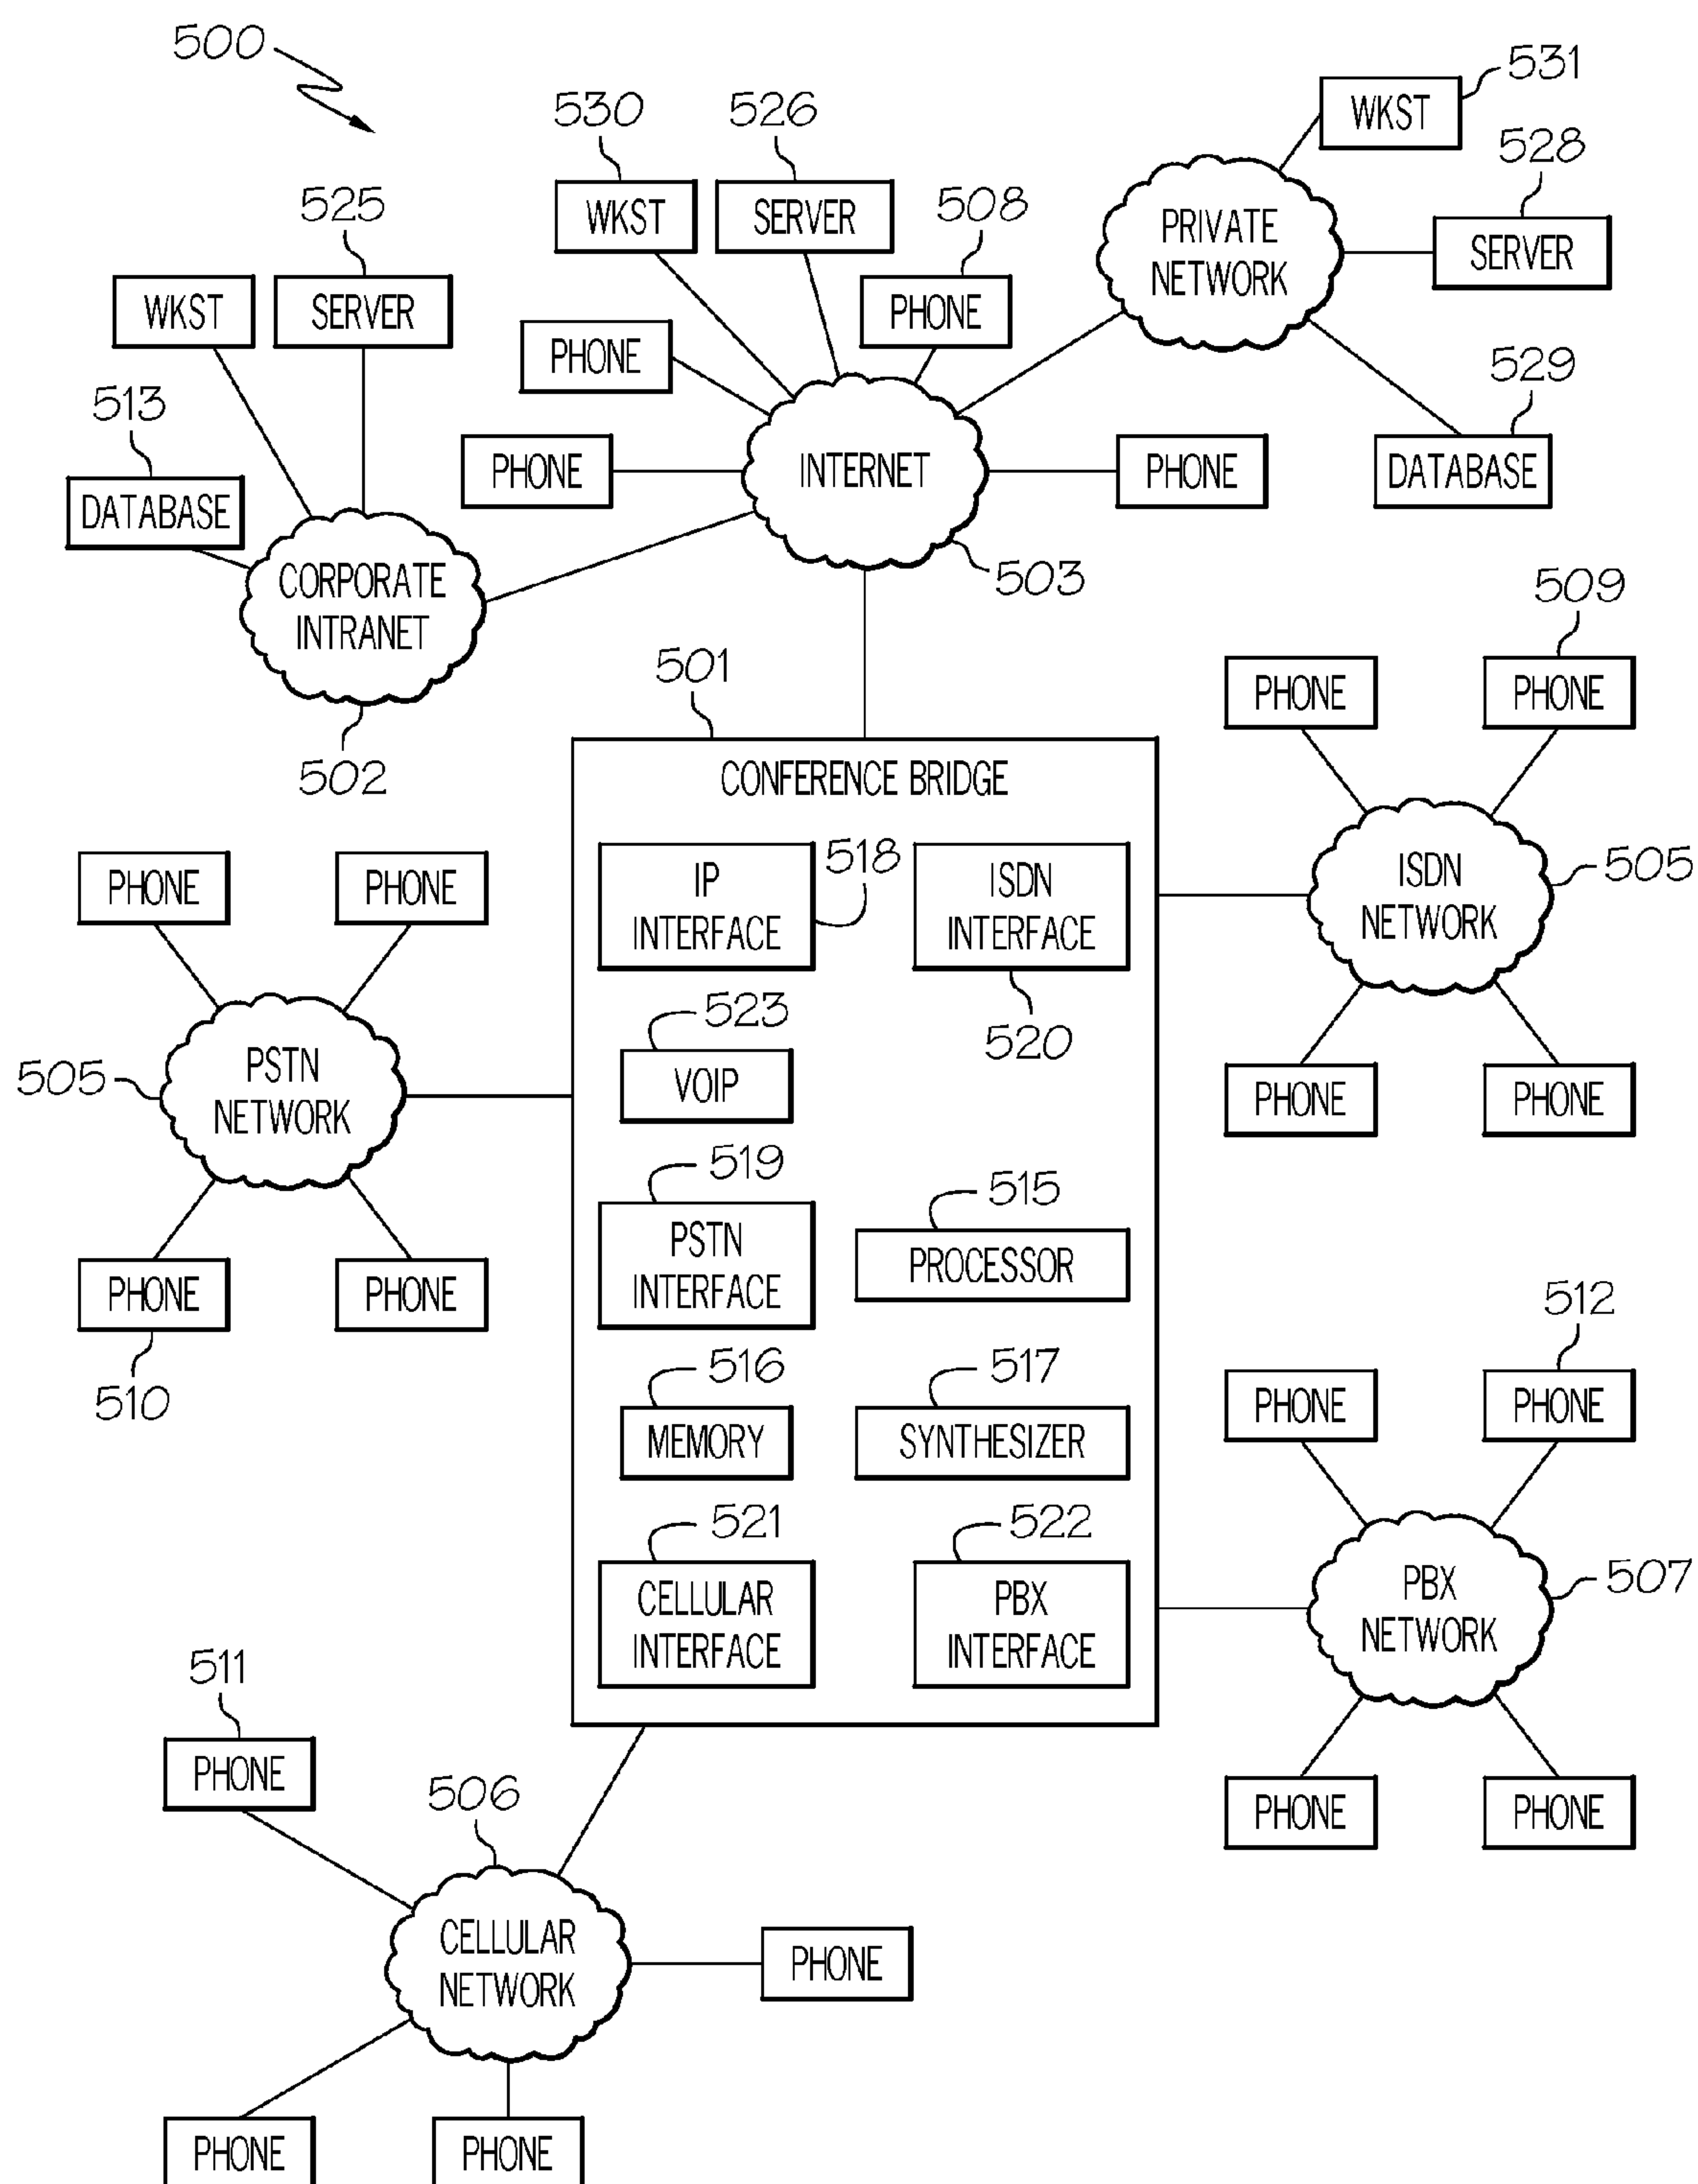 500
530
526
531
WKST
528
525
WKST
SERVER
508
PRIVATE
NETWORK
SERVER
WKST
SERVER
PHONE
PHONE
529
513
DATABASE
PHONE
INTERNET
PHONE
DATABASE
CORPORATE
INTRANET
503
509
501
502
PHONE
PHONE
CONFERENCE BRIDGE
PHONE
PHONE
IP
INTERFACE
518
ISDN
INTERFACE
ISDN
NETWORK
505
523
520
505
PSTN
NETWORK
VOIP
PHONE
PHONE
519
515
PSTN
INTERFACE
PROCESSOR
PHONE
PHONE
512
510
516
517
PHONE
PHONE
MEMORY
SYNTHESIZER
521
522
CELLULAR
INTERFACE
PBX
INTERFACE
PBX
NETWORK
507
511
PHONE
506
PHONE
PHONE
CELLULAR
NETWORK
PHONE
PHONE
PHONE